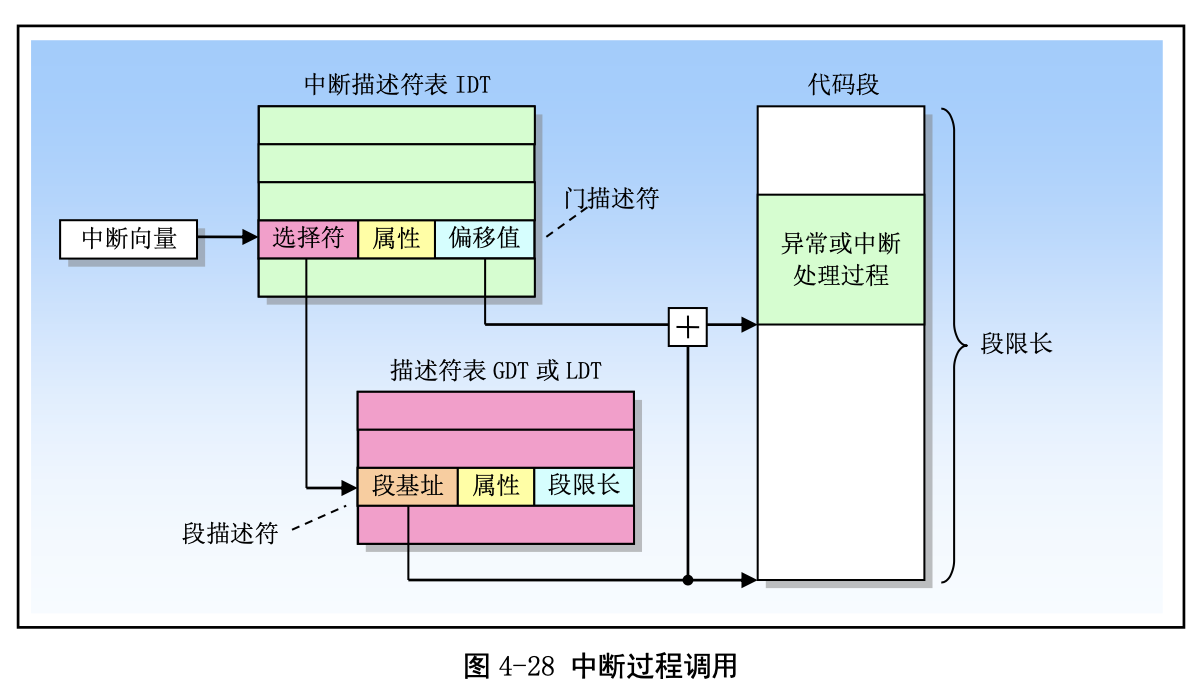 中断描述符表 IDT
代码段
门描述符
中断向量
选择符
属性
偏移值
异常或中断
处理过程
段限长
描述符表 GDT 或 LDT
段基址
属性
段限长
段描述符
图 4-28 中断过程调用